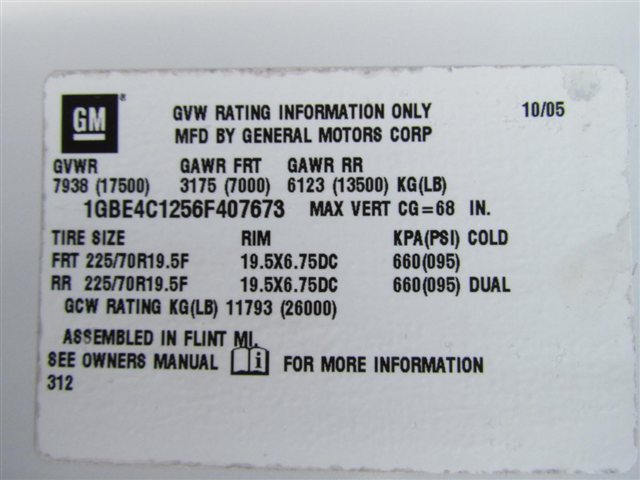 GM ®
GVW RATING INFORMATION ONLY 10/05
MFD BY GENERAL MOTORS CORP
GVWR GAWR FRT GAWR RR
7938 (17500) 3175 (7000) 6123 (13500) KG(LB)
1GBE4C1256F407673 MAX VERT CG=68 IN.
TIRE SIZE RIM KPA(PSI) COLD
FRT 225/70R19.5F 19.5X6.75DC 660(095)
RR 225/70R19.5F 19.5X6.75DC 660(095) DUAL
GCW RATING KG(LB) 11793 (26000)
ASSEMBLED IN FLINT MI.
SEE OWNERS MANUAL i FOR MORE INFORMATION
312